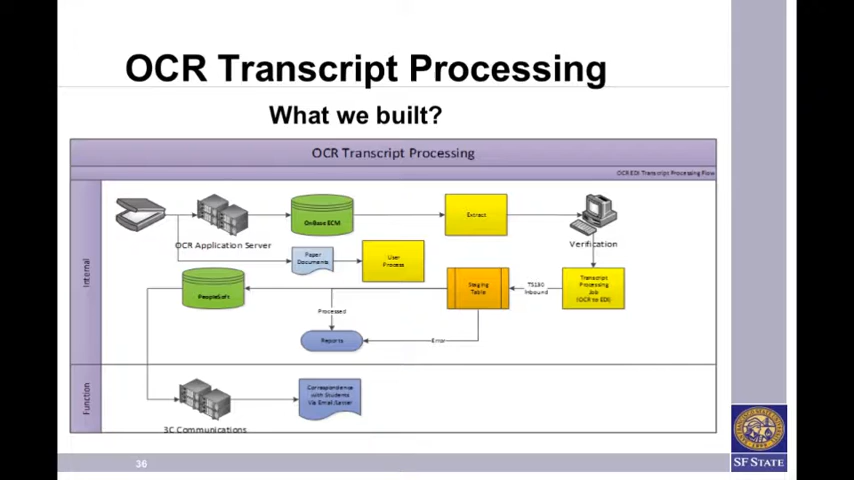 OCR Transcript Processing
What we built?
OCR Transcript Processing
OCR EDI Transcript Processing Flow
Internal
OCR Application Server
OnBase ECM
Extract
Verification
Paper
Documents
User
Process
PeopleSoft
Staging
Table
TS130
Inbound
Transcript
Processing
Job
(OCR to EDI)
Processed
Reports
Error
Function
3C Communications
Correspondence
with Students
Via Email/Letter
36
SF STATE